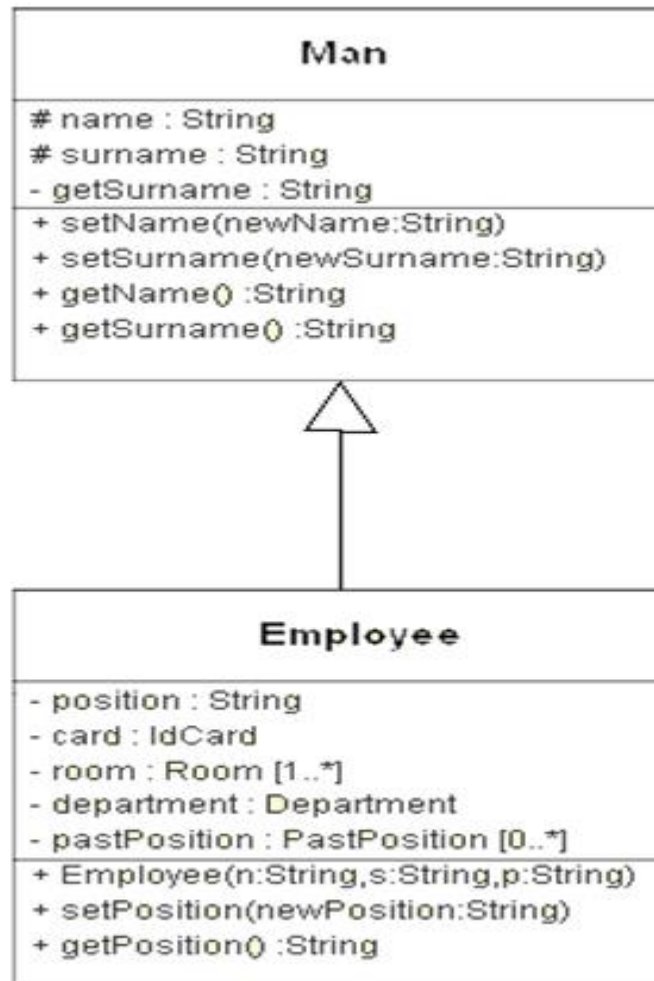 Man
# name : String
# surname : String
- getSurname : String
+ setName(newName:String)
+ setSurname(newSurname:String)
+ getName() :String
+ getSurname() :String
Employee
- position : String
- card : IdCard
- room : Room [1..*]
- department : Department
- pastPosition : PastPosition [0..*]
+ Employee(n:String,s:String,p:String)
+ setPosition(newPosition:String)
+ getPosition() :String